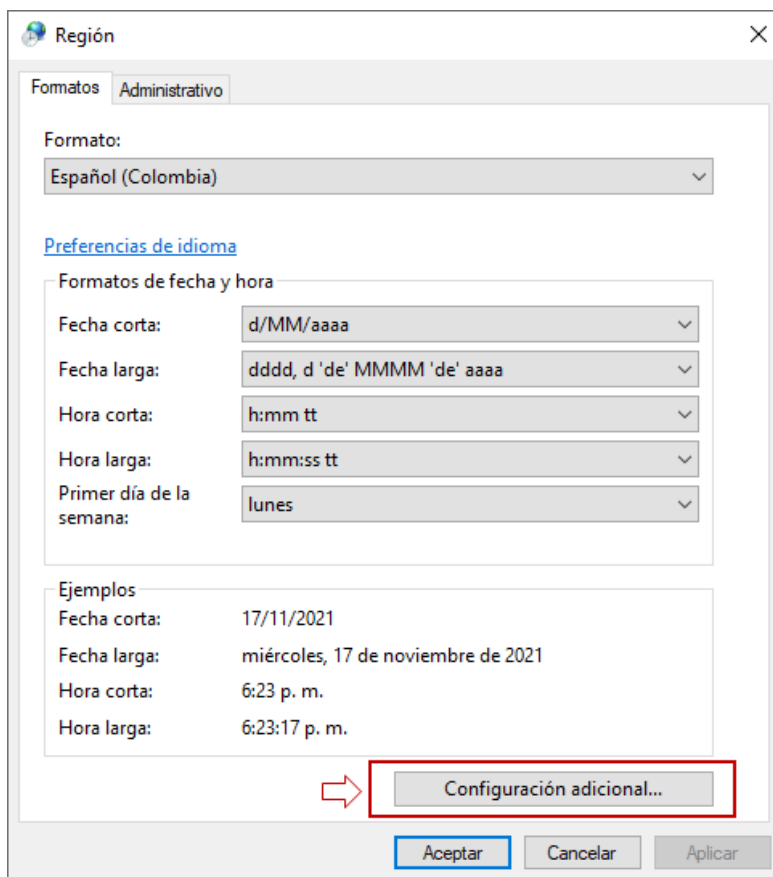 Región
Formatos Administrativo
Formato:
Español (Colombia)
Preferencias de idioma
Formatos de fecha y hora
Fecha corta: d/MM/aaaa
Fecha larga: dddd, d 'de' MMMM 'de' aaaa
Hora corta: h:mm tt
Hora larga: h:mm:ss tt
Primer día de la
semana: lunes
Ejemplos
Fecha corta: 17/11/2021
Fecha larga: miércoles, 17 de noviembre de 2021
Hora corta: 6:23 p. m.
Hora larga: 6:23:17 p. m.
Configuración adicional...
Aceptar Cancelar Aplicar